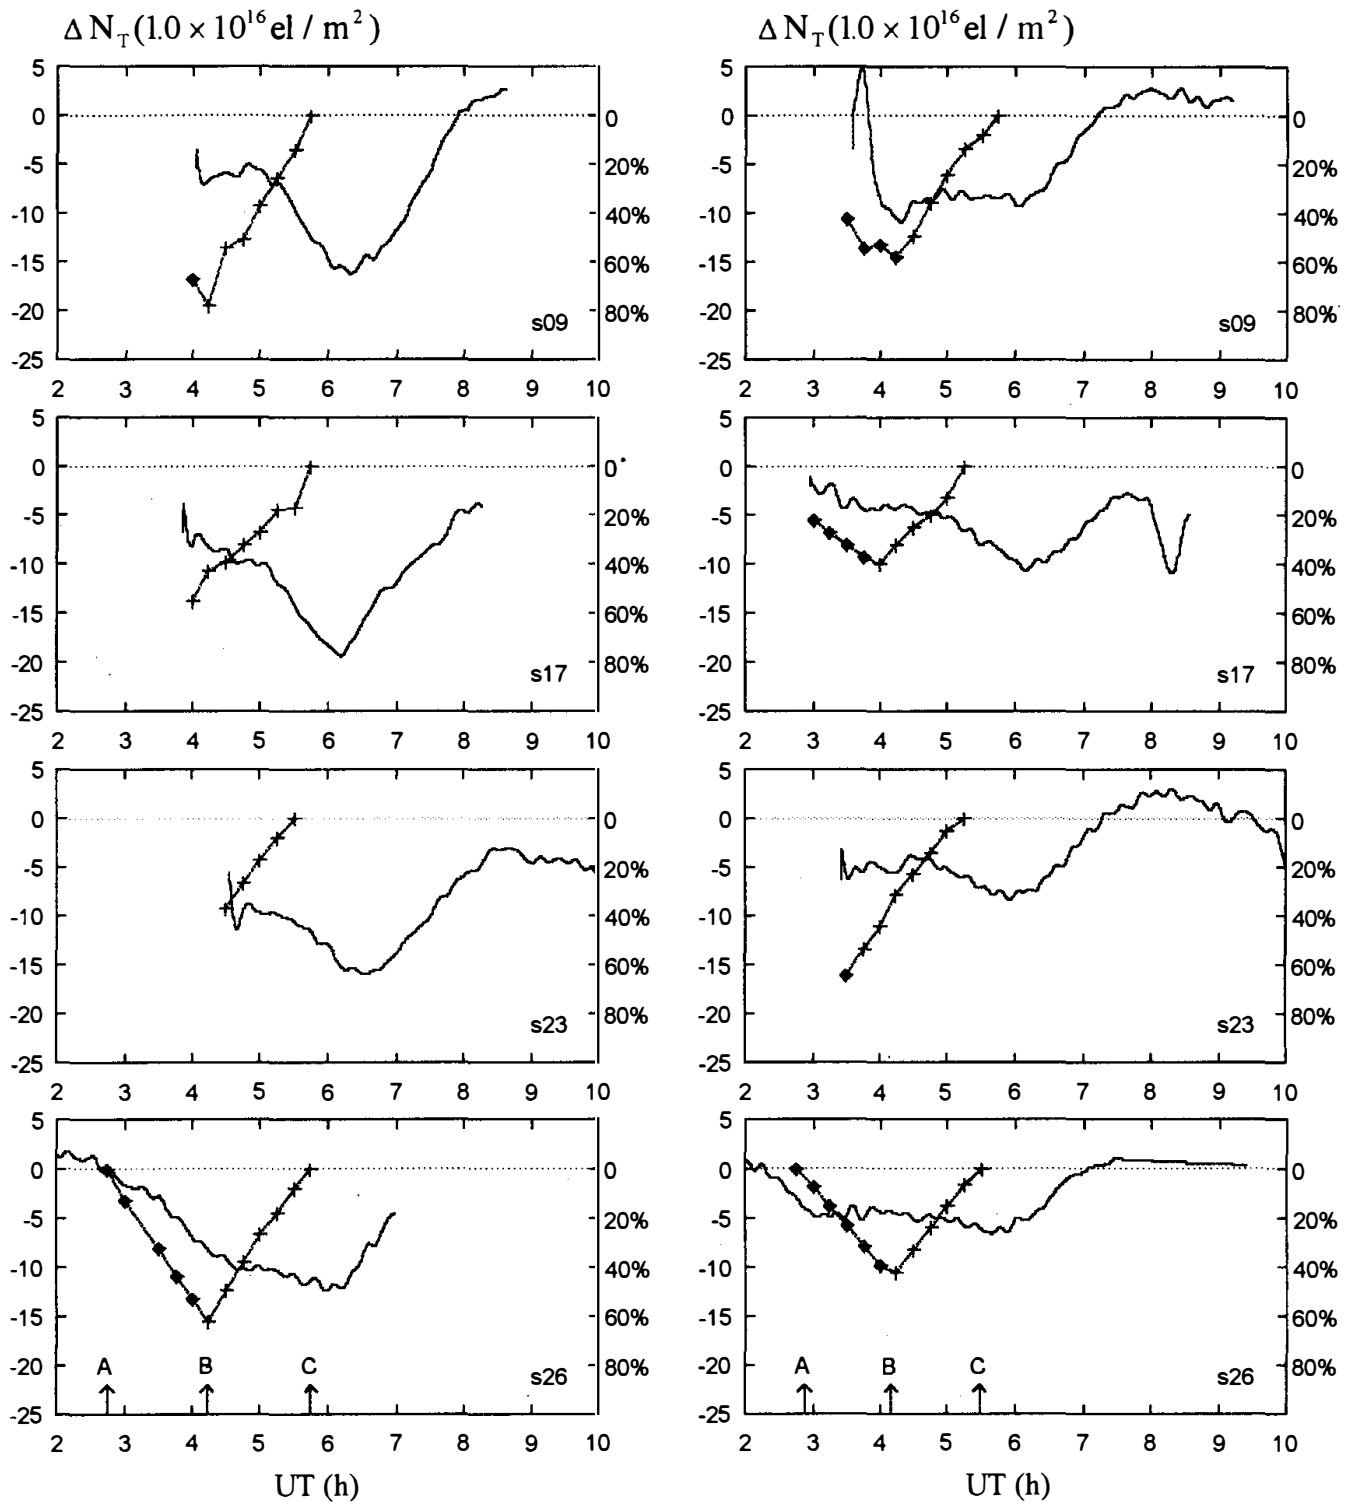 Δ N_T (1.0 × 10^16 el / m^2) Δ N_T (1.0 × 10^16 el / m^2)
5 5
0 0 0 0
-5 20% -5 20%
-10 40% -10 40%
-15 60% -15 60%
-20 80% -20 80%
s09 s09
-25 -25
2 3 4 5 6 7 8 9 10 2 3 4 5 6 7 8 9 10
5 5
0 0 0 0
-5 20% -5 20%
-10 40% -10 40%
-15 60% -15 60%
-20 80% -20 80%
s17 s17
-25 -25
2 3 4 5 6 7 8 9 10 2 3 4 5 6 7 8 9 10
5 5
0 0 0 0
-5 20% -5 20%
-10 40% -10 40%
-15 60% -15 60%
-20 80% -20 80%
s23 s23
-25 -25
2 3 4 5 6 7 8 9 10 2 3 4 5 6 7 8 9 10
5 5
0 0 0 0
-5 20% -5 20%
-10 40% -10 40%
-15 60% -15 60%
-20 A B C 80% -20 A B C 80%
s26 s26
-25 -25
2 3 4 5 6 7 8 9 10 2 3 4 5 6 7 8 9 10
UT (h) UT (h)